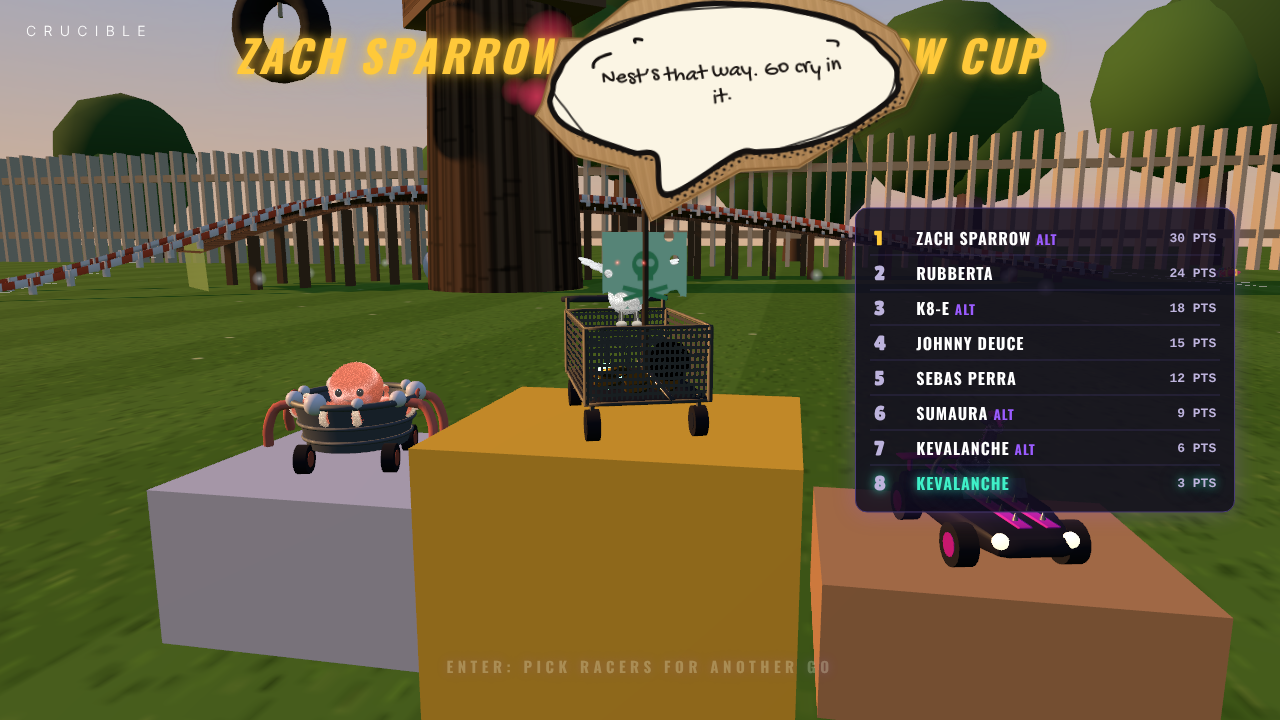 CRUCIBLE
ZACH SPARROW
W CUP
Nest's that way. Go cry in
it.
1 ZACH SPARROW ALT 30 PTS
2 RUBBERTA 24 PTS
3 K8-E ALT 18 PTS
4 JOHNNY DEUCE 15 PTS
5 SEBAS PERRA 12 PTS
6 SUMAURA ALT 9 PTS
7 KEVALANCHE ALT 6 PTS
8 KEVALANCHE 3 PTS
ENTER: PICK RACERS FOR ANOTHER GO